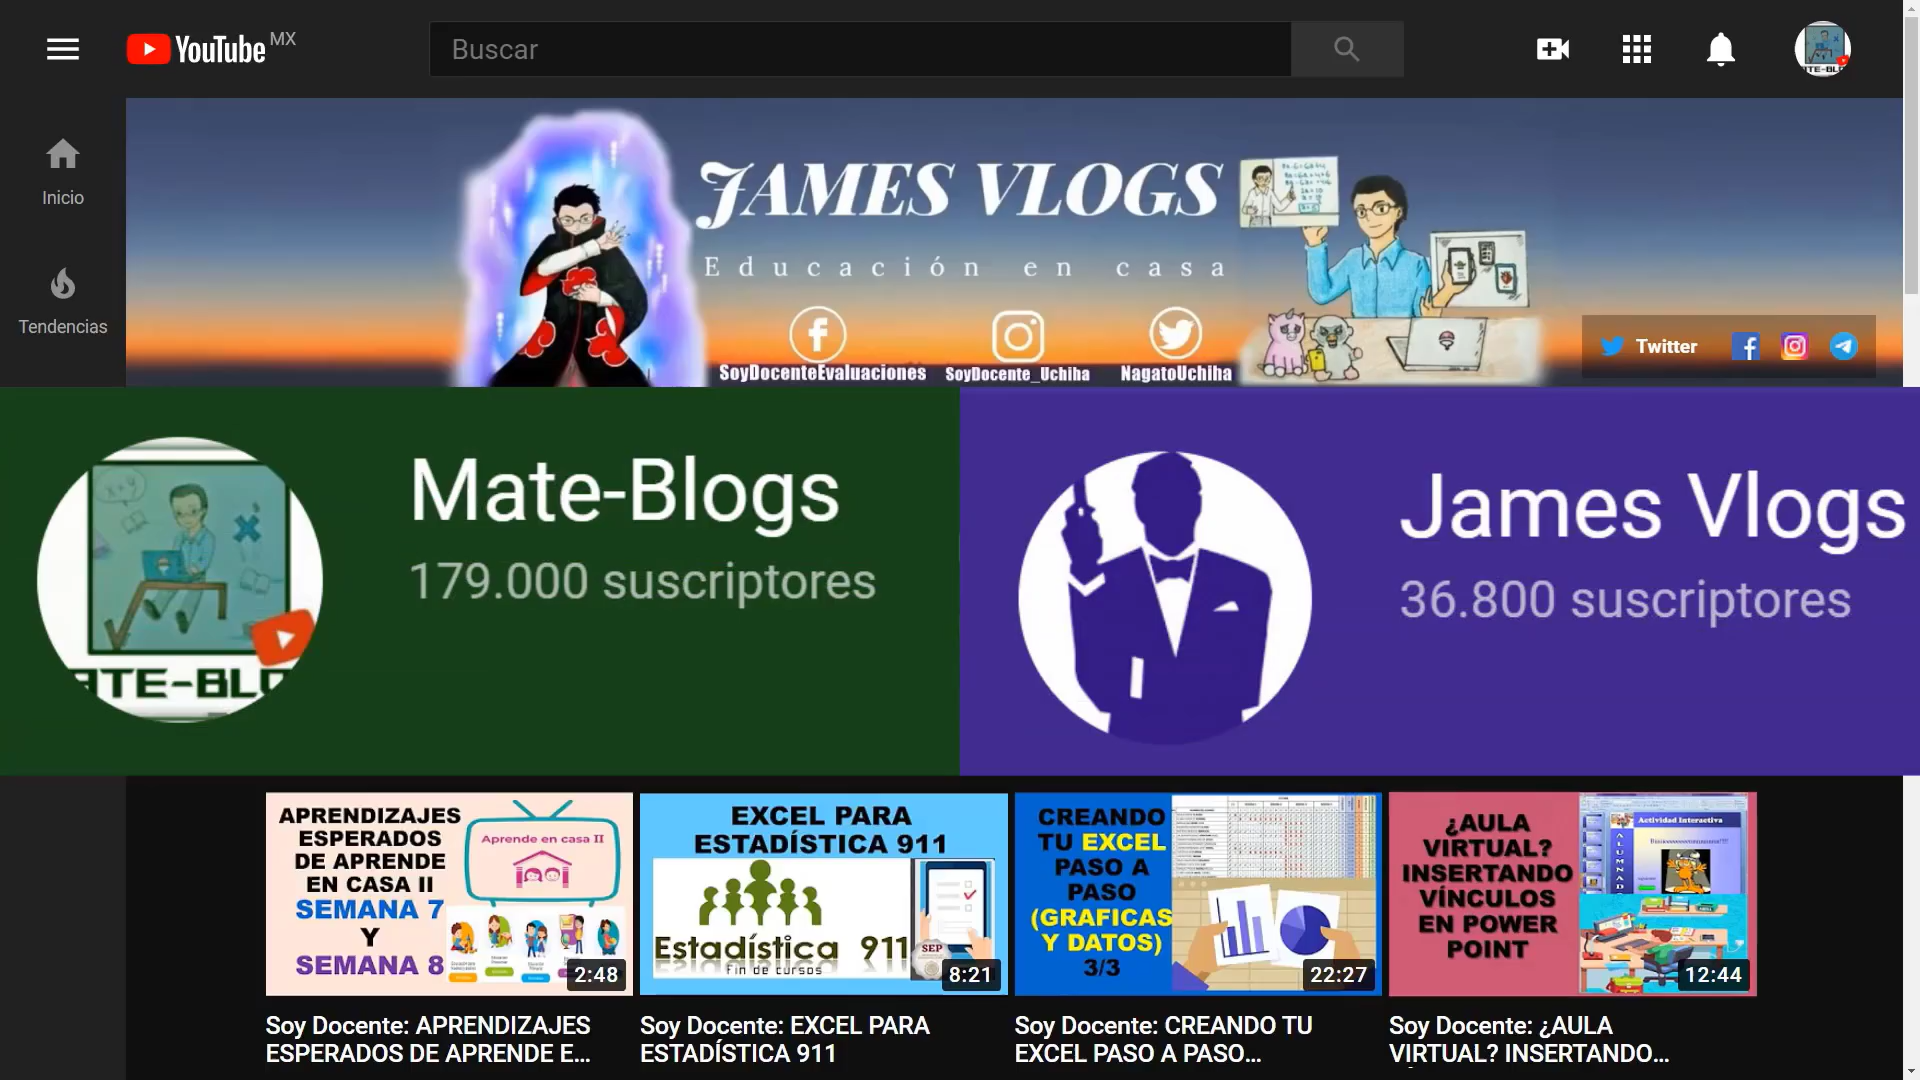 YouTube MX
Buscar
Inicio
Tendencias
JAMES VLOGS
Educación en casa
SoyDocenteEvaluaciones
SoyDocente_Uchiha
NagatoUchiha
Twitter
Mate-Blogs
179.000 suscriptores
James Vlogs
36.800 suscriptores
APRENDIZAJES
ESPERADOS
DE APRENDE
EN CASA II
SEMANA 7
Y
SEMANA 8
Aprende en casa II
2:48
EXCEL PARA
ESTADÍSTICA 911
Estadística 911
Fin de cursos
SEP
8:21
CREANDO
TU EXCEL
PASO A
PASO
(GRAFICAS
Y DATOS)
3/3
22:27
¿AULA
VIRTUAL?
INSERTANDO
VÍNCULOS
EN POWER
POINT
Actividad Interactiva
12:44
Soy Docente: APRENDIZAJES
ESPERADOS DE APRENDE E...
Soy Docente: EXCEL PARA
ESTADÍSTICA 911
Soy Docente: CREANDO TU
EXCEL PASO A PASO...
Soy Docente: ¿AULA
VIRTUAL? INSERTANDO...